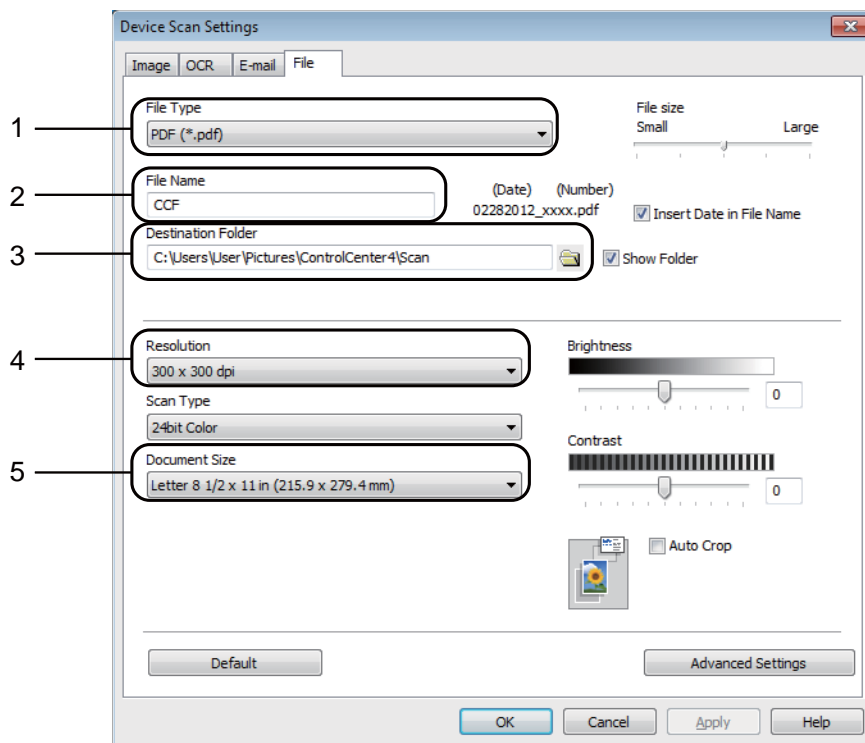 Device Scan Settings
Image OCR E-mail File
1
File Type
PDF (*.pdf)
File size
Small Large
2
File Name
CCF
(Date) (Number)
02282012_xxxx.pdf
Insert Date in File Name
3
Destination Folder
C:\Users\User\Pictures\ControlCenter4\Scan
Show Folder
4
Resolution
300 x 300 dpi
Brightness
0
Scan Type
24bit Color
Contrast
0
5
Document Size
Letter 8 1/2 x 11 in (215.9 x 279.4 mm)
Auto Crop
Default
Advanced Settings
OK Cancel Apply Help